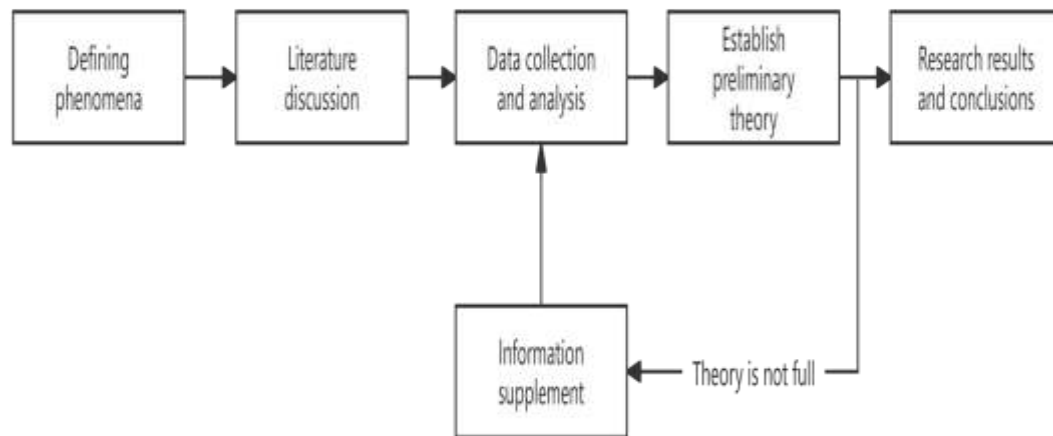 Defining
phenomena
Literature
discussion
Data collection
and analysis
Establish
preliminary
theory
Research results
and conclusions
Information
supplement
Theory is not full